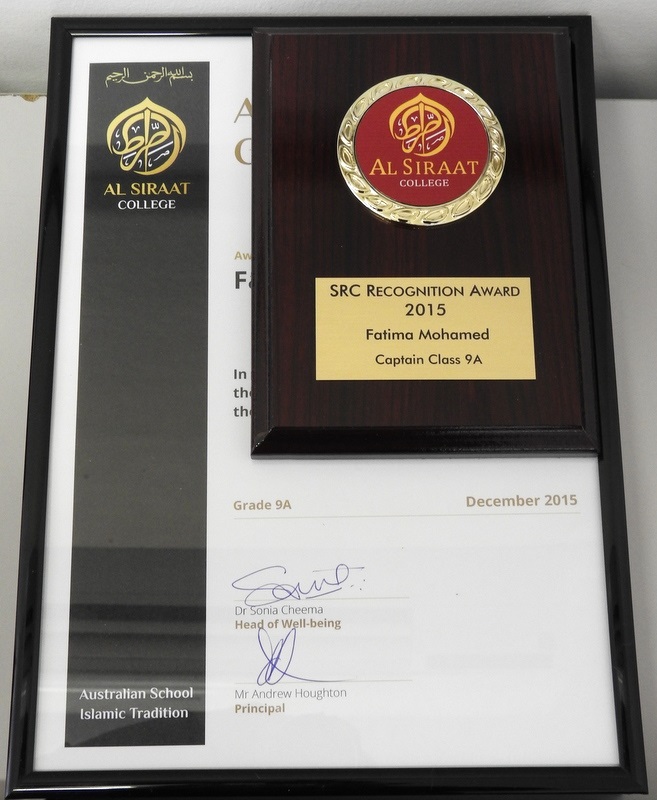 بسم الله الرحمن الرحيم
AL SIRAAT
COLLEGE
AL SIRAAT
COLLEGE
SRC RECOGNITION AWARD
2015
Fatima Mohamed
Captain Class 9A
In
Grade 9A
December 2015
Dr Sonia Cheema
Head of Well-being
Mr Andrew Houghton
Principal
Australian School
Islamic Tradition